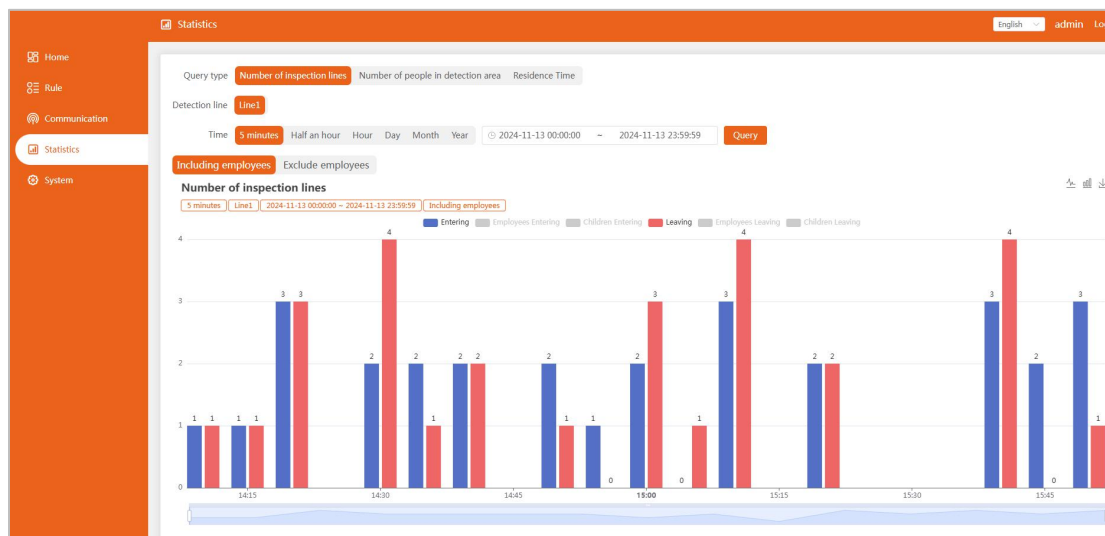 Statistics English admin Lo
Home
Rule
Communication
Statistics
System
Query type Number of inspection lines Number of people in detection area Residence Time
Detection line Line1
Time 5 minutes Half an hour Hour Day Month Year 2024-11-13 00:00:00 ~ 2024-11-13 23:59:59 Query
Including employees Exclude employees
Number of inspection lines
5 minutes Line1 2024-11-13 00:00:00 ~ 2024-11-13 23:59:59 Including employees
Entering Employees Entering Children Entering Leaving Employees Leaving Children Leaving
4 4 4 4
3 3 3 3 3 3 3
2 2 2 2 2 2 2 2 2 2 2
1 1 1 1 1 1 1 1 1 1
0 0 0 0
14:15 14:30 14:45 15:00 15:15 15:30 15:45